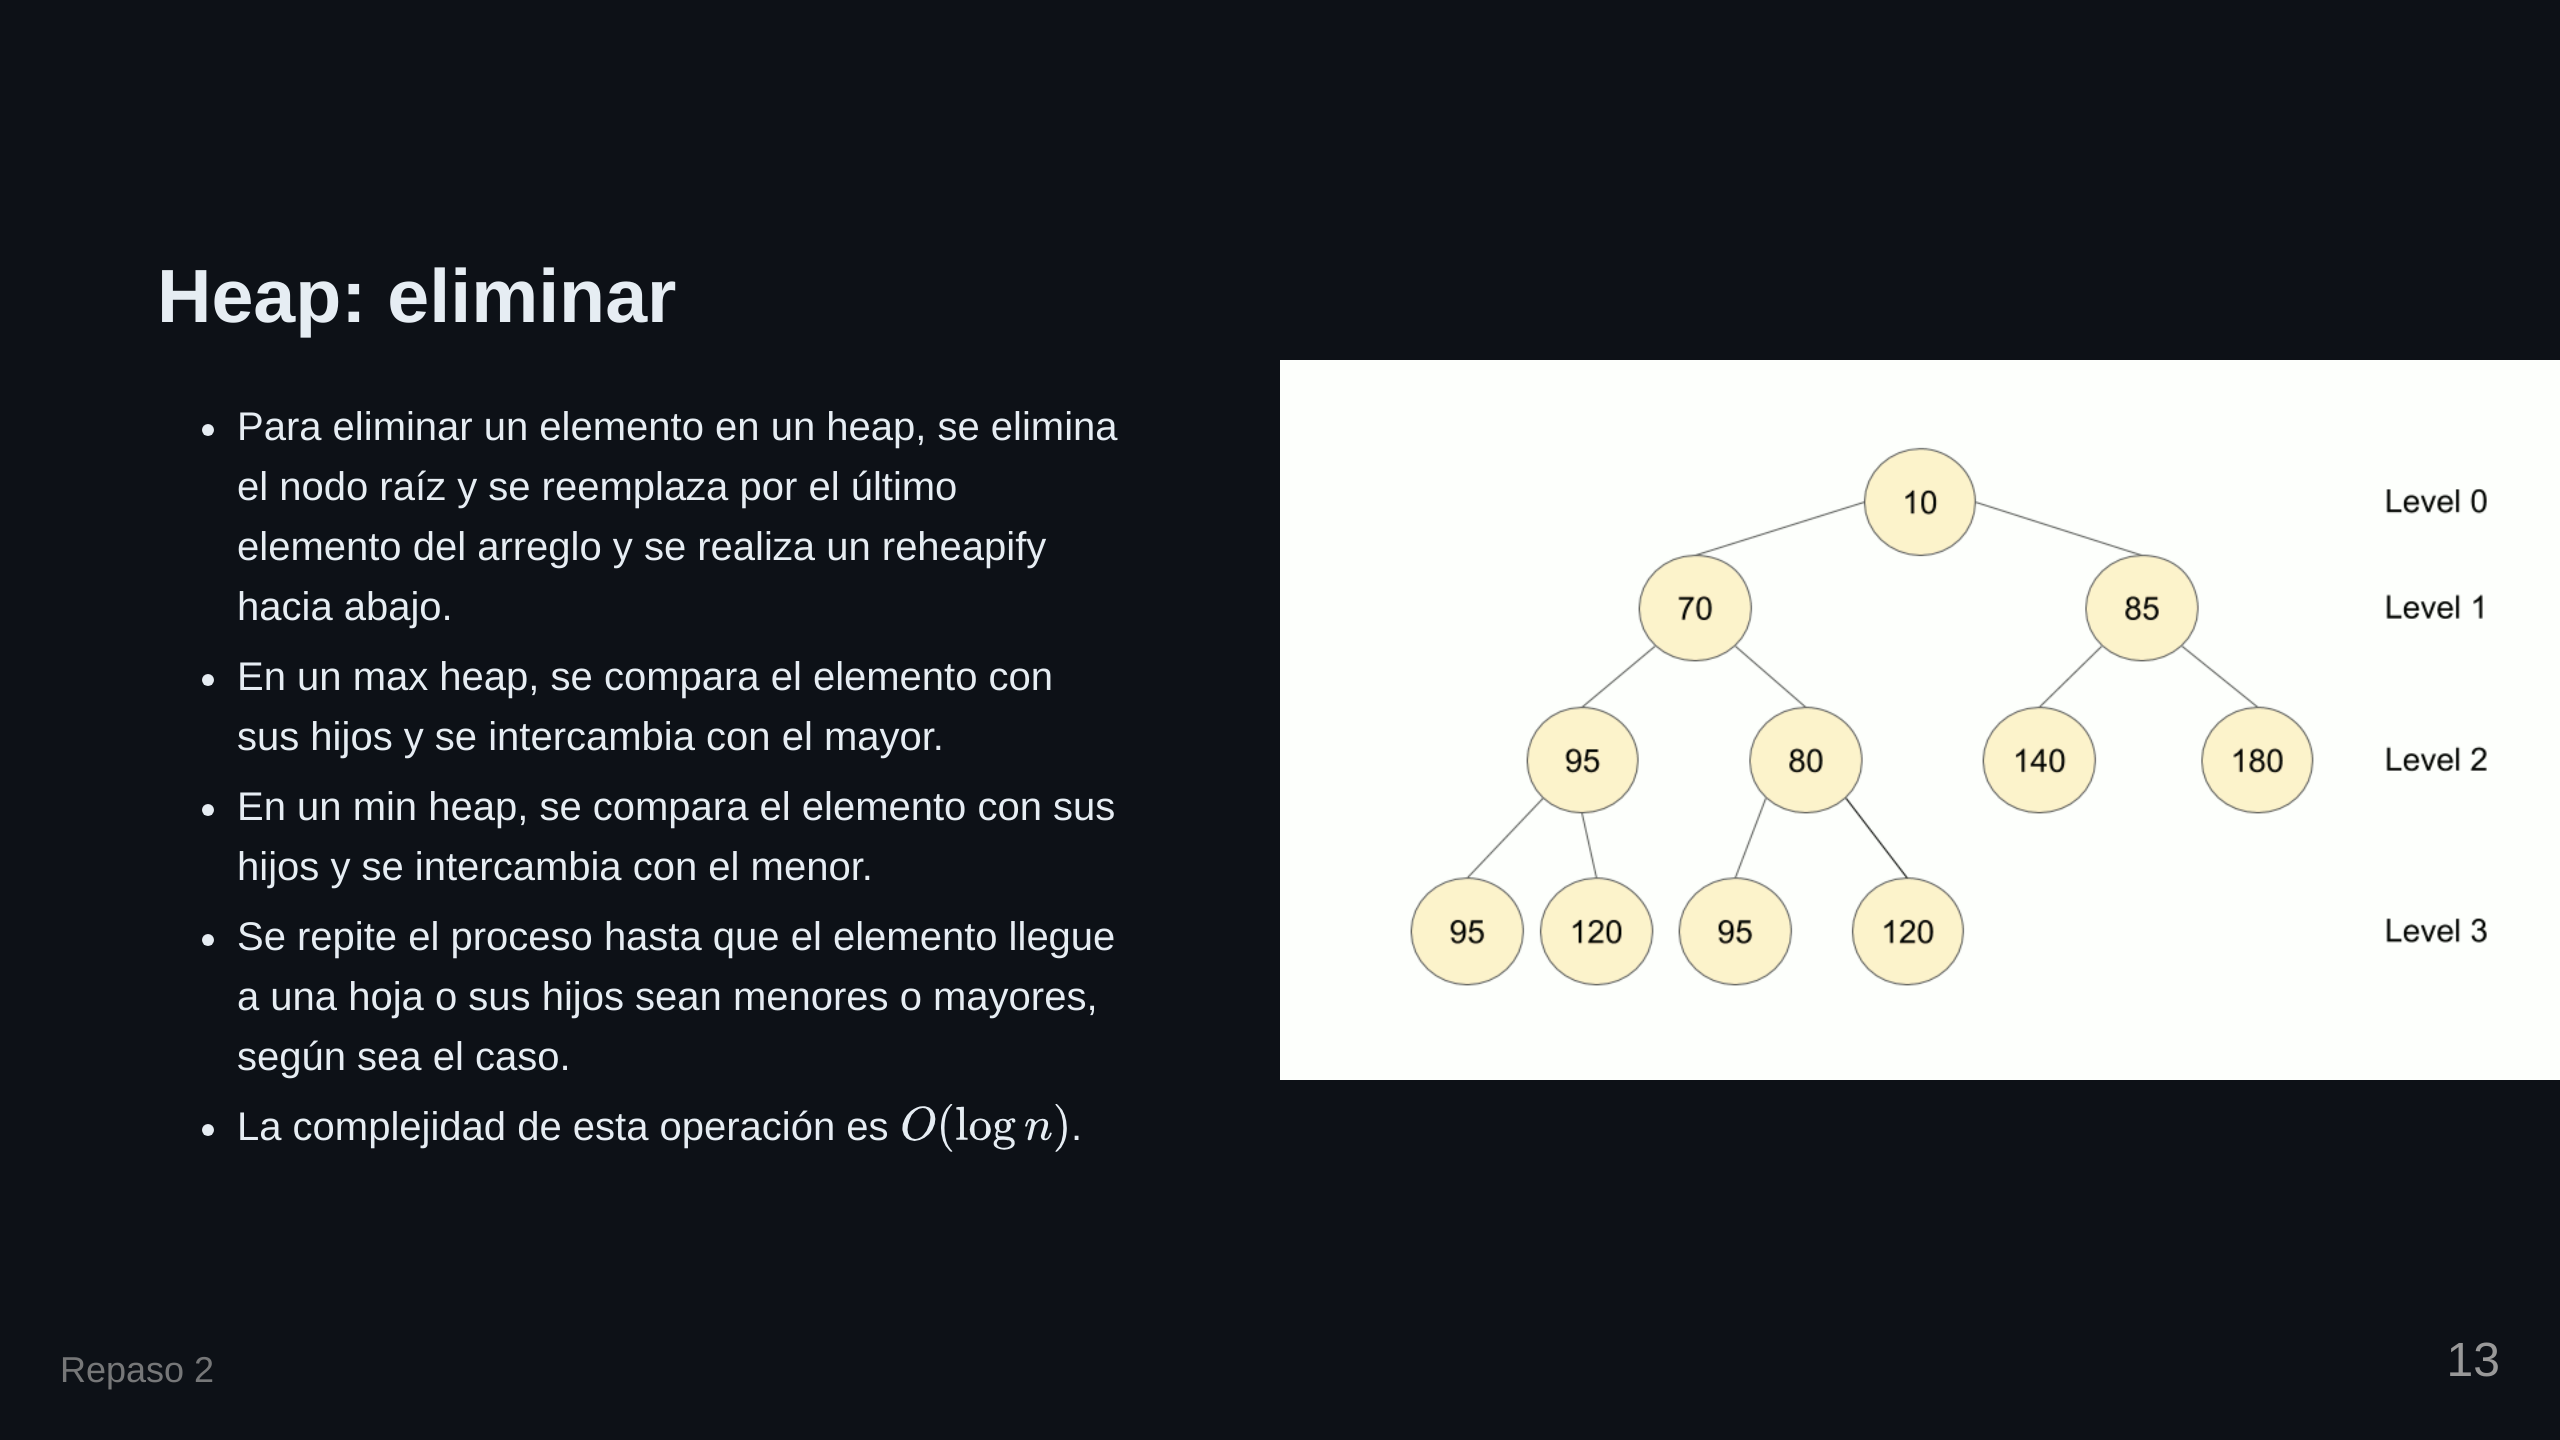 Heap: eliminar
• Para eliminar un elemento en un heap, se elimina
el nodo raíz y se reemplaza por el último
elemento del arreglo y se realiza un reheapify
hacia abajo.
• En un max heap, se compara el elemento con
sus hijos y se intercambia con el mayor.
• En un min heap, se compara el elemento con sus
hijos y se intercambia con el menor.
• Se repite el proceso hasta que el elemento llegue
a una hoja o sus hijos sean menores o mayores,
según sea el caso.
• La complejidad de esta operación es O(log n).
10 Level 0
70 85 Level 1
95 80 140 180 Level 2
95 120 95 120 Level 3
Repaso 2
13